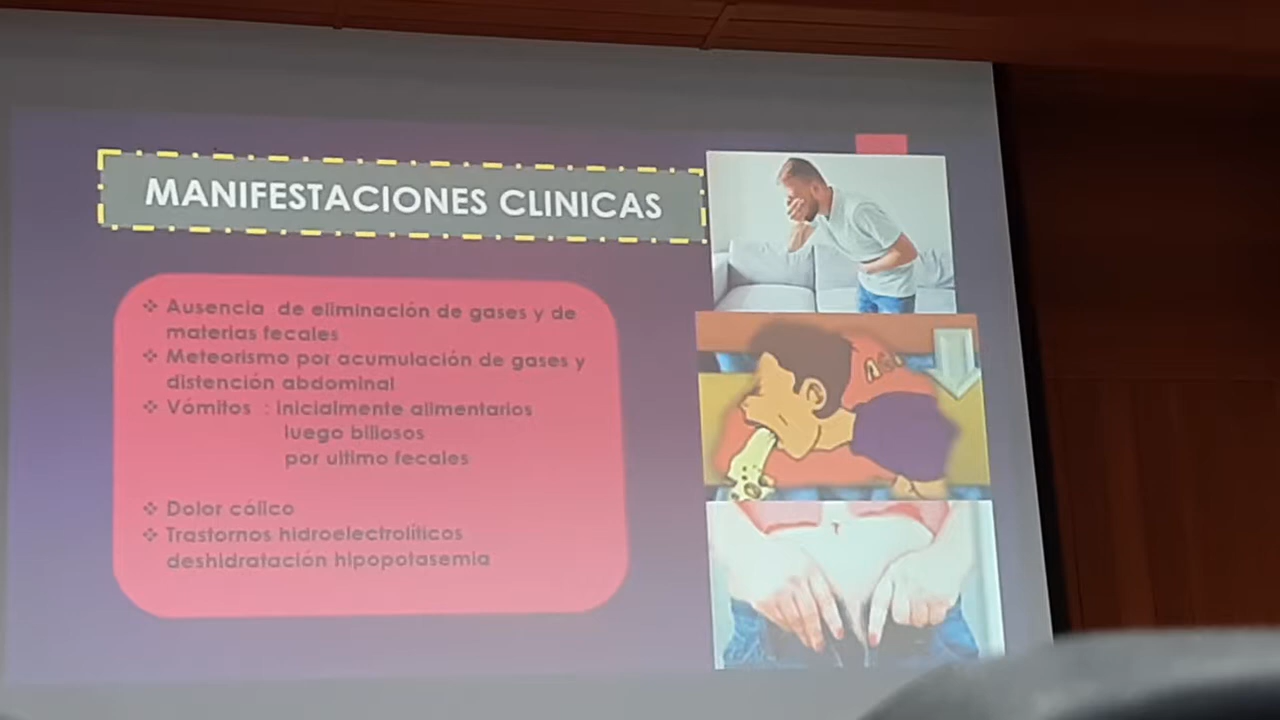 MANIFESTACIONES CLINICAS
❖ Ausencia de eliminación de gases y de
materias fecales
❖ Meteorismo por acumulación de gases y
distención abdominal
❖ Vómitos : inicialmente alimentarios
luego biliosos
por ultimo fecales
❖ Dolor cólico
❖ Trastornos hidroelectrolíticos
deshidratación hipopotasemia